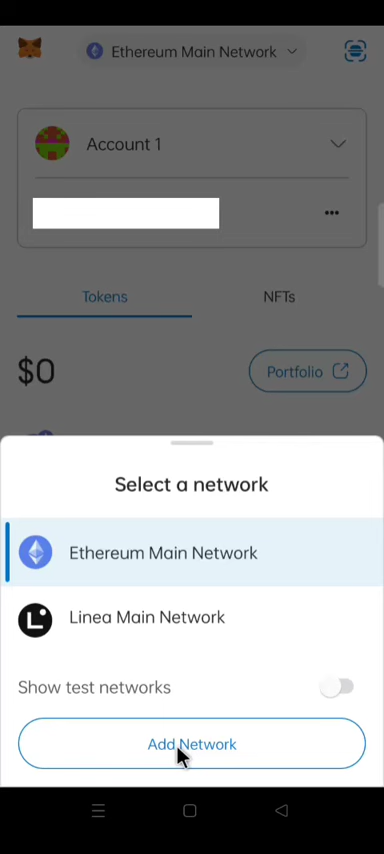 Ethereum Main Network
Account 1
Tokens
NFTs
$0
Portfolio
Select a network
Ethereum Main Network
Linea Main Network
Show test networks
Add Network